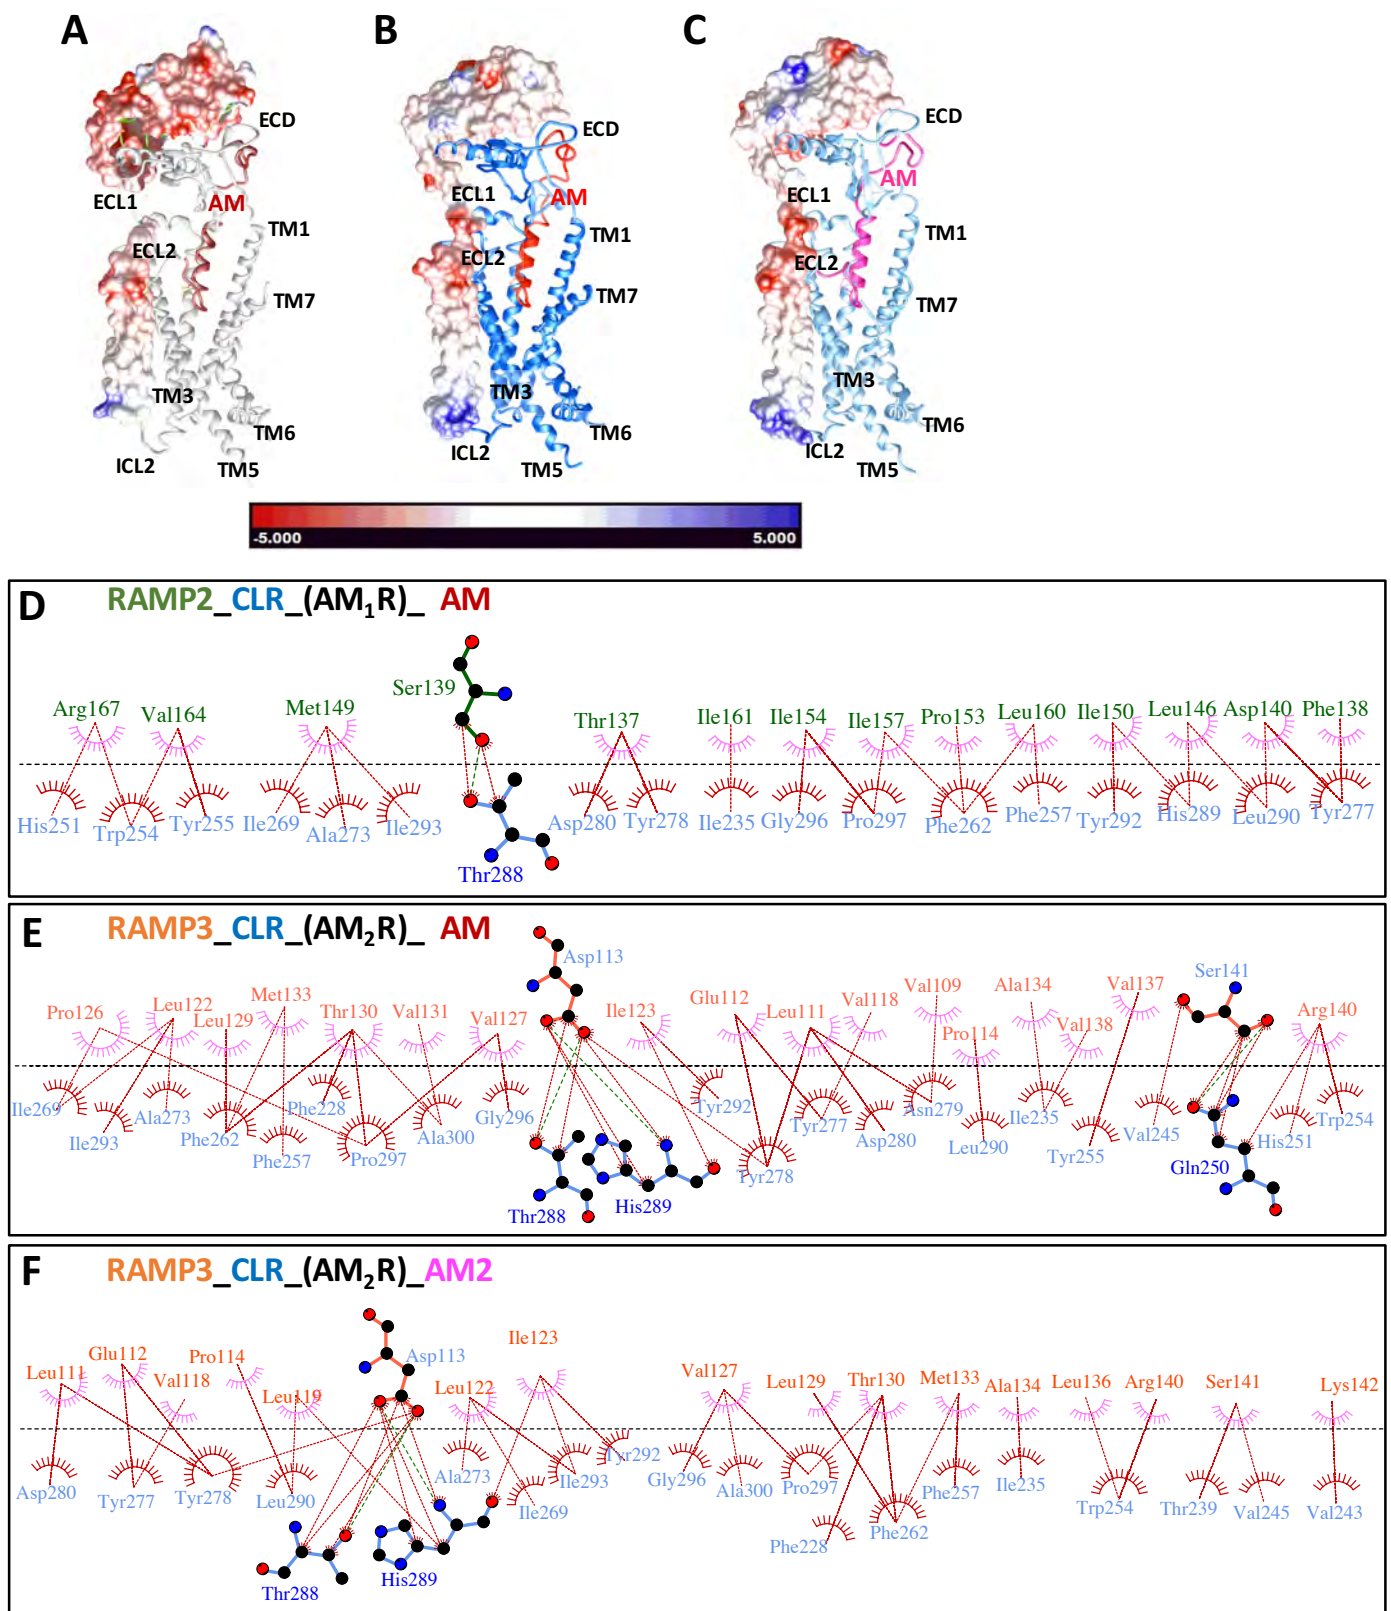 A
B
C
ECD
ECL1
AM
TM1
ECL2
TM7
TM3
TM6
ICL2
TM5
ECD
ECL1
AM
TM1
ECL2
TM7
TM3
TM6
ICL2
TM5
ECD
AM
ECL1
TM1
ECL2
TM7
TM3
TM6
ICL2
TM5
-5.000 5.000
D RAMP2_CLR_(AM1R)_ AM
Ser139
Arg167 Val164 Met149 Thr137 Ile161 Ile154 Ile157 Pro153 Leu160 Ile150 Leu146 Asp140 Phe138
His251 Trp254 Tyr255 Ile269 Ala273 Ile293 Asp280 Tyr278 Ile235 Gly296 Pro297 Phe262 Phe257 Tyr292 His289 Leu290 Tyr277
Thr288
E RAMP3_CLR_(AM2R)_ AM
Asp113 Ser141
Pro126 Leu122 Leu129 Met133 Thr130 Val131 Val127 Ile123 Glu112 Leu111 Val118 Val109 Pro114 Ala134 Val138 Val137 Arg140
Ile269 Ile293 Ala273 Phe262 Phe257 Phe228 Pro297 Ala300 Gly296 Tyr292 Tyr278 Tyr277 Asp280 Asn279 Leu290 Ile235 Tyr255 Val245 His251 Trp254
Thr288 His289 Gln250
F RAMP3_CLR_(AM2R)_AM2
Leu111 Glu112 Val118 Pro114 Leu119 Asp113 Leu122 Ile123 Val127 Leu129 Thr130 Met133 Ala134 Leu136 Arg140 Ser141 Lys142
Asp280 Tyr277 Tyr278 Leu290 Ala273 Ile269 Ile293 Tyr292 Gly296 Ala300 Pro297 Phe228 Phe262 Phe257 Ile235 Trp254 Thr239 Val245 Val243
Thr288 His289